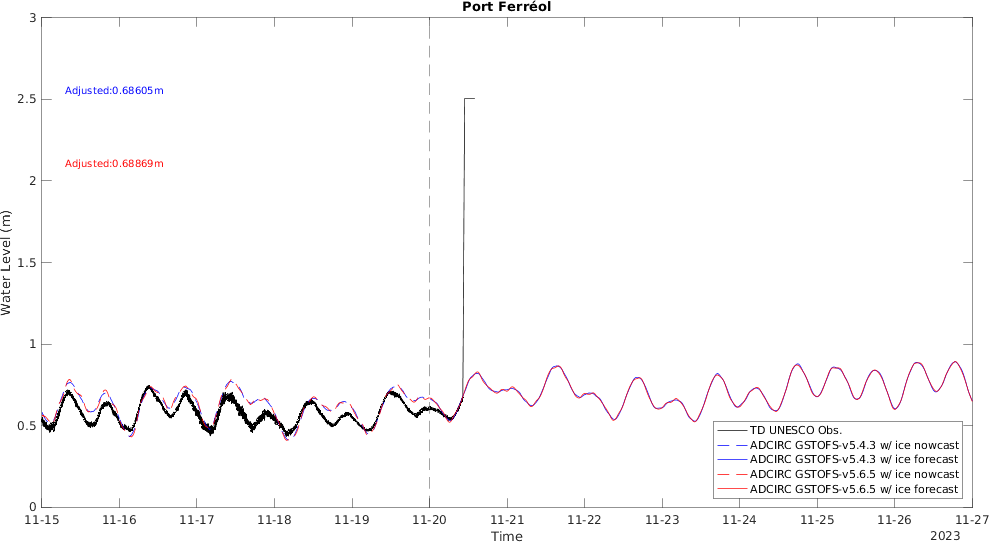 Port Ferréol
3
2.5
2
1.5
1
0.5
0
Water Level (m)
Adjusted:0.68605m
Adjusted:0.68869m
TD UNESCO Obs.
ADCIRC GSTOFS-v5.4.3 w/ ice nowcast
ADCIRC GSTOFS-v5.4.3 w/ ice forecast
ADCIRC GSTOFS-v5.6.5 w/ ice nowcast
ADCIRC GSTOFS-v5.6.5 w/ ice forecast
11-15 11-16 11-17 11-18 11-19 11-20 11-21 11-22 11-23 11-24 11-25 11-26 11-27
Time
2023